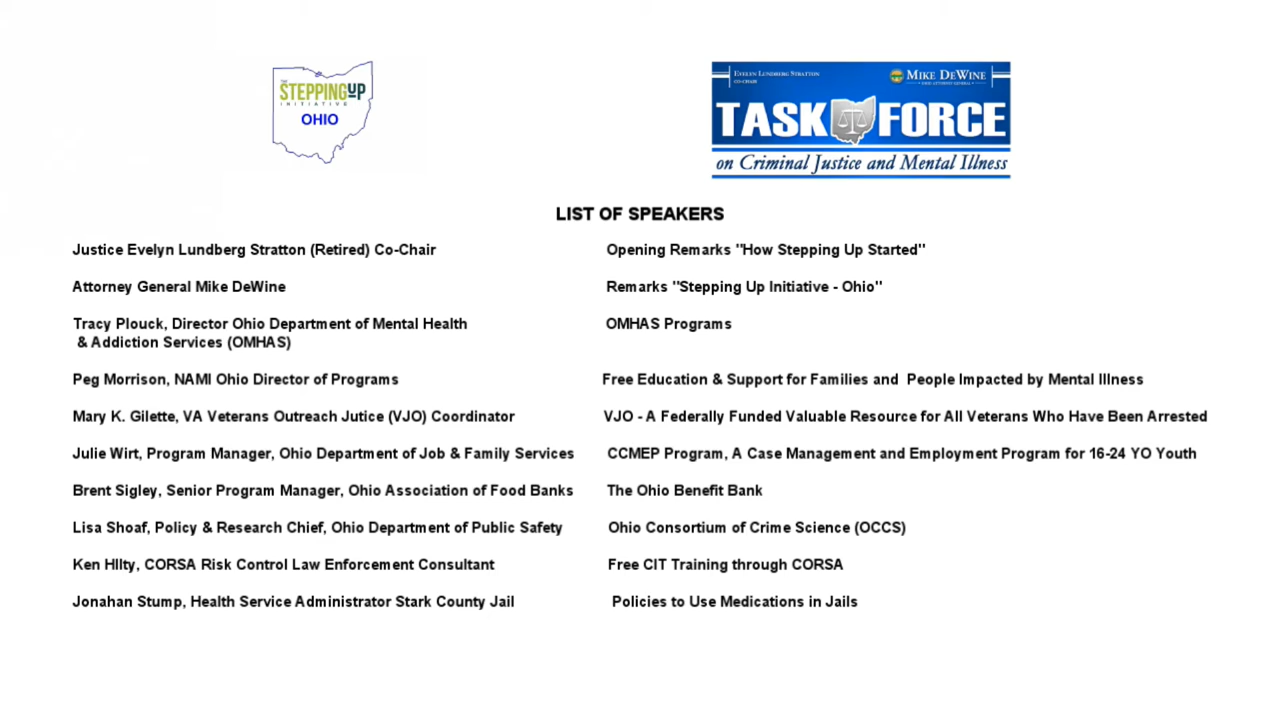 THE
STEPPING UP
INITIATIVE
OHIO
EVELYN LUNDBERG STRATTON
CO-CHAIR
MIKE DEWINE
OHIO ATTORNEY GENERAL
TASK FORCE
on Criminal Justice and Mental Illness
LIST OF SPEAKERS
Justice Evelyn Lundberg Stratton (Retired) Co-Chair Opening Remarks "How Stepping Up Started"
Attorney General Mike DeWine Remarks "Stepping Up Initiative - Ohio"
Tracy Plouck, Director Ohio Department of Mental Health OMHAS Programs
& Addiction Services (OMHAS)
Peg Morrison, NAMI Ohio Director of Programs Free Education & Support for Families and People Impacted by Mental Illness
Mary K. Gilette, VA Veterans Outreach Jutice (VJO) Coordinator VJO - A Federally Funded Valuable Resource for All Veterans Who Have Been Arrested
Julie Wirt, Program Manager, Ohio Department of Job & Family Services CCMEP Program, A Case Management and Employment Program for 16-24 YO Youth
Brent Sigley, Senior Program Manager, Ohio Association of Food Banks The Ohio Benefit Bank
Lisa Shoaf, Policy & Research Chief, Ohio Department of Public Safety Ohio Consortium of Crime Science (OCCS)
Ken HIlty, CORSA Risk Control Law Enforcement Consultant Free CIT Training through CORSA
Jonahan Stump, Health Service Administrator Stark County Jail Policies to Use Medications in Jails